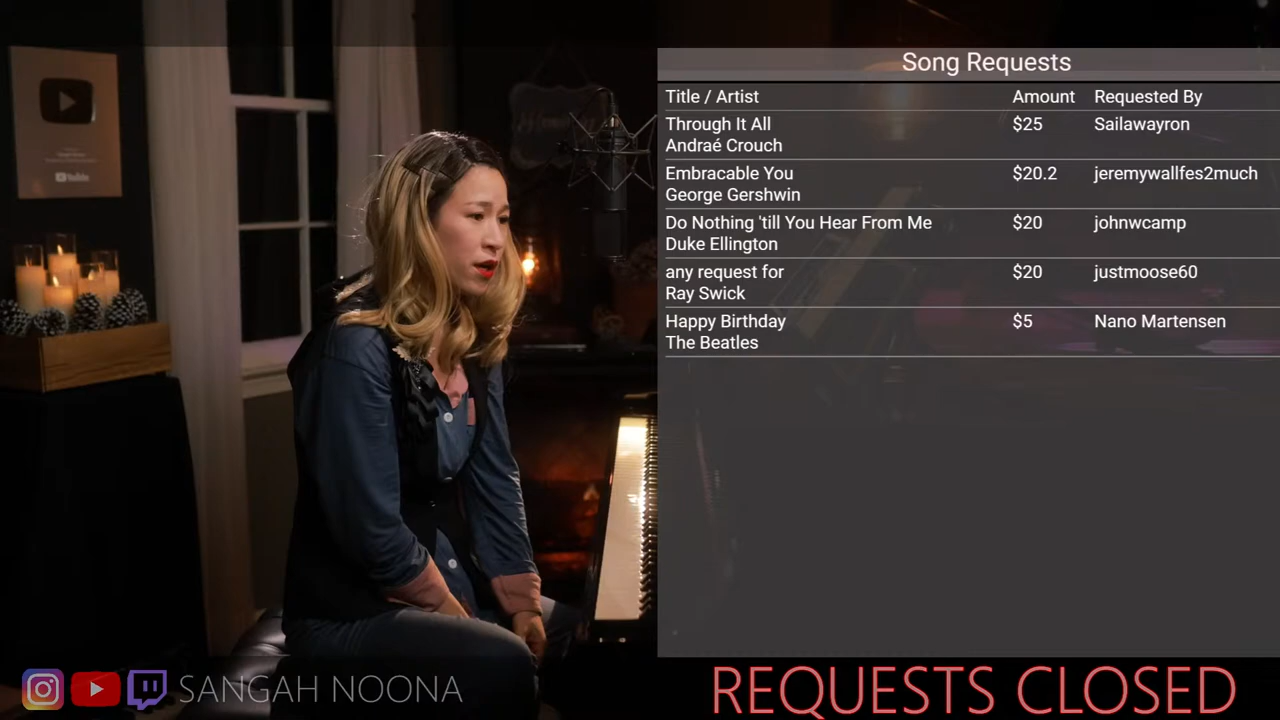 Song Requests
Title / Artist Amount Requested By
Through It All $25 Sailawayron
Andraé Crouch
Embracable You $20.2 jeremywallfes2much
George Gershwin
Do Nothing 'till You Hear From Me $20 johnwcamp
Duke Ellington
any request for $20 justmoose60
Ray Swick
Happy Birthday $5 Nano Martensen
The Beatles
YouTube
SANGAH NOONA
REQUESTS CLOSED